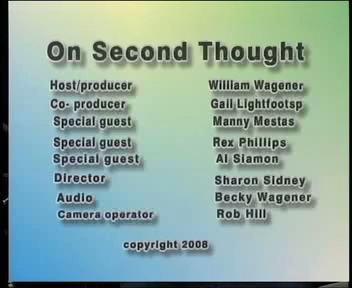 On Second Thought
Host/producer William Wagener
Co- producer Gail Lightfootsp
Special guest Manny Mestas
Special guest Rex Phillips
Special guest Al Siamon
Director Sharon Sidney
Audio Becky Wagener
Camera operator Rob Hill
copyright 2008